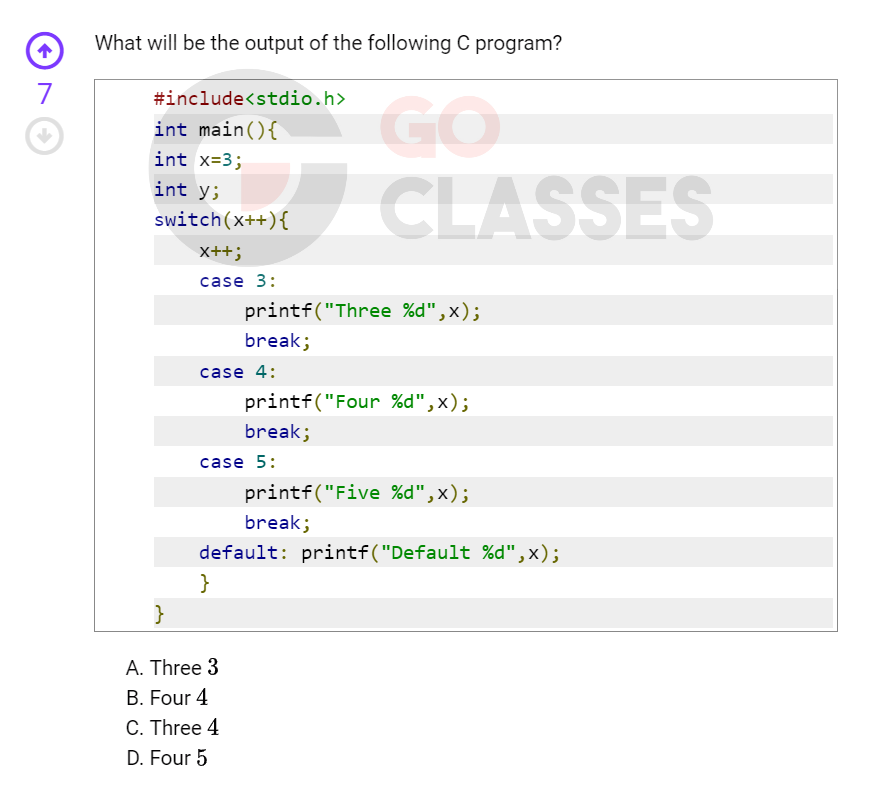 What will be the output of the following C program?
7
GO
CLASSES
#include<stdio.h>
int main(){
int x=3;
int y;
switch(x++){
    x++;
    case 3:
        printf("Three %d",x);
        break;
    case 4:
        printf("Four %d",x);
        break;
    case 5:
        printf("Five %d",x);
        break;
    default: printf("Default %d",x);
    }
}
A. Three 3
B. Four 4
C. Three 4
D. Four 5